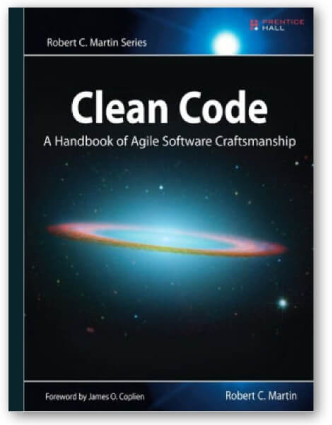 PRENTICE
HALL
Robert C. Martin Series
Clean Code
A Handbook of Agile Software Craftsmanship
Foreword by James O. Coplien
Robert C. Martin